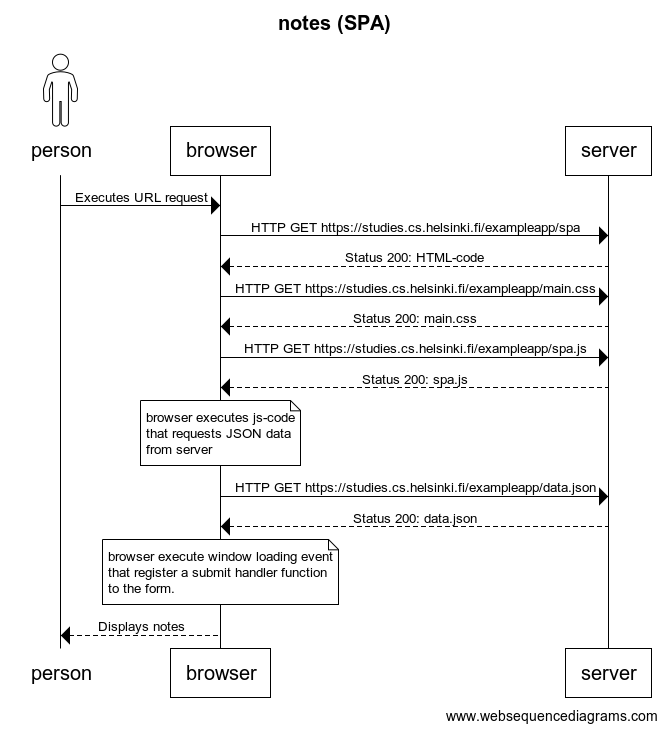 notes (SPA)
person
browser
server
Executes URL request
HTTP GET https://studies.cs.helsinki.fi/exampleapp/spa
Status 200: HTML-code
HTTP GET https://studies.cs.helsinki.fi/exampleapp/main.css
Status 200: main.css
HTTP GET https://studies.cs.helsinki.fi/exampleapp/spa.js
Status 200: spa.js
browser executes js-code
that requests JSON data
from server
HTTP GET https://studies.cs.helsinki.fi/exampleapp/data.json
Status 200: data.json
browser execute window loading event
that register a submit handler function
to the form.
Displays notes
person
browser
server
www.websequencediagrams.com